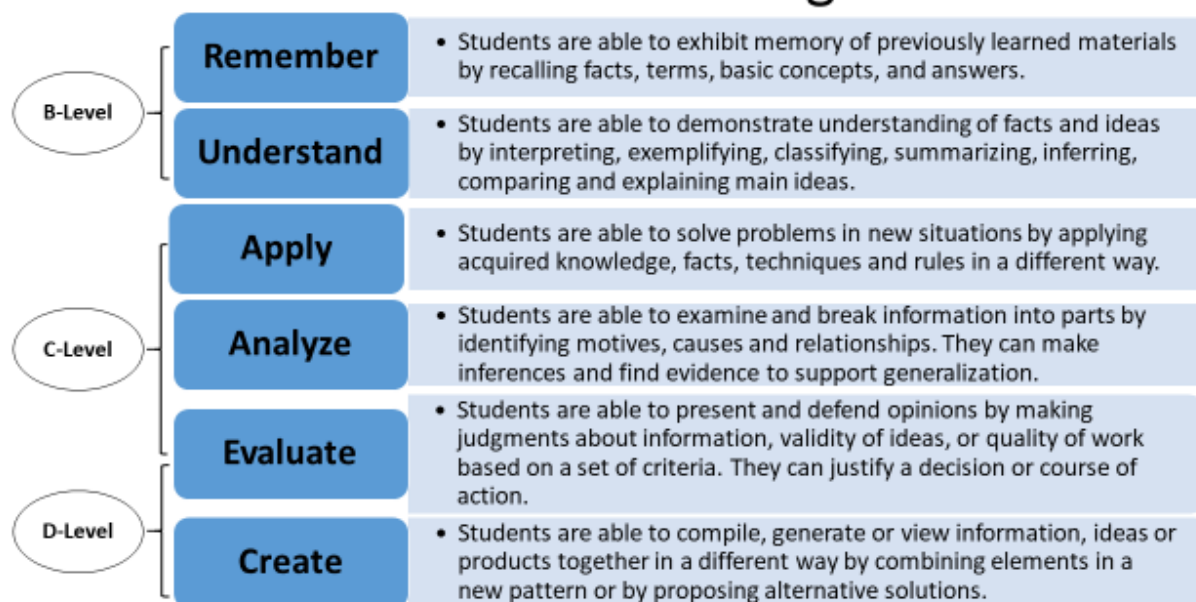 Remember
• Students are able to exhibit memory of previously learned materials
by recalling facts, terms, basic concepts, and answers.
B-Level
Understand
• Students are able to demonstrate understanding of facts and ideas
by interpreting, exemplifying, classifying, summarizing, inferring,
comparing and explaining main ideas.
Apply
• Students are able to solve problems in new situations by applying
acquired knowledge, facts, techniques and rules in a different way.
C-Level
Analyze
• Students are able to examine and break information into parts by
identifying motives, causes and relationships. They can make
inferences and find evidence to support generalization.
Evaluate
• Students are able to present and defend opinions by making
judgments about information, validity of ideas, or quality of work
based on a set of criteria. They can justify a decision or course of
action.
D-Level
Create
• Students are able to compile, generate or view information, ideas or
products together in a different way by combining elements in a
new pattern or by proposing alternative solutions.